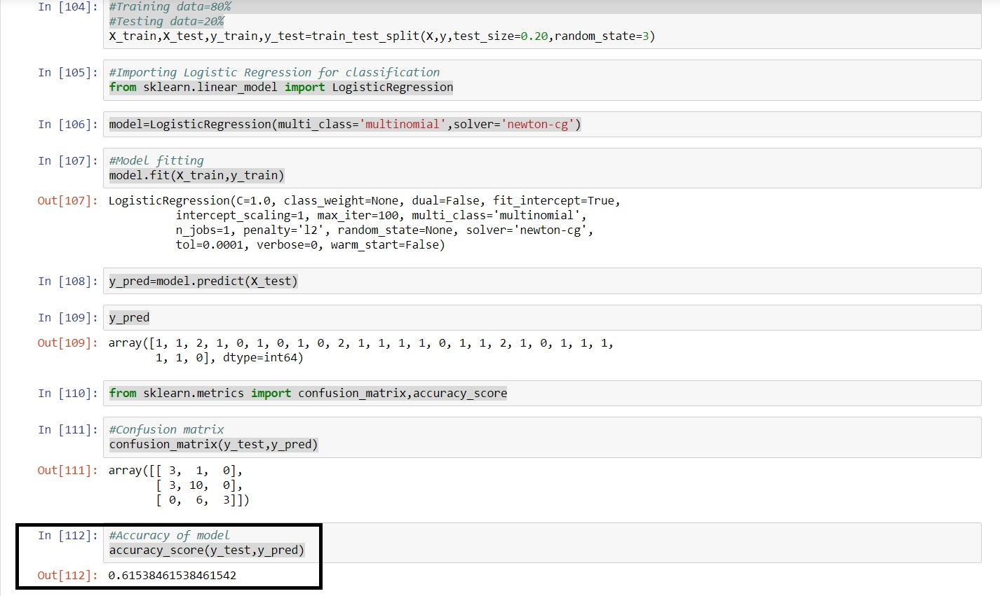 In [104]: #Training data=80%
#Testing data=20%
X_train,X_test,y_train,y_test=train_test_split(X,y,test_size=0.20,random_state=3)
In [105]: #Importing Logistic Regression for classification
from sklearn.linear_model import LogisticRegression
In [106]: model=LogisticRegression(multi_class='multinomial',solver='newton-cg')
In [107]: #Model fitting
model.fit(X_train,y_train)
Out[107]: LogisticRegression(C=1.0, class_weight=None, dual=False, fit_intercept=True,
intercept_scaling=1, max_iter=100, multi_class='multinomial',
n_jobs=1, penalty='l2', random_state=None, solver='newton-cg',
tol=0.0001, verbose=0, warm_start=False)
In [108]: y_pred=model.predict(X_test)
In [109]: y_pred
Out[109]: array([1, 1, 2, 1, 0, 1, 0, 1, 0, 2, 1, 1, 1, 1, 0, 1, 1, 2, 1, 0, 1, 1, 1,
1, 1, 0], dtype=int64)
In [110]: from sklearn.metrics import confusion_matrix,accuracy_score
In [111]: #Confusion matrix
confusion_matrix(y_test,y_pred)
Out[111]: array([[ 3, 1, 0],
[ 3, 10, 0],
[ 0, 6, 3]])
In [112]: #Accuracy of model
accuracy_score(y_test,y_pred)
Out[112]: 0.61538461538461542